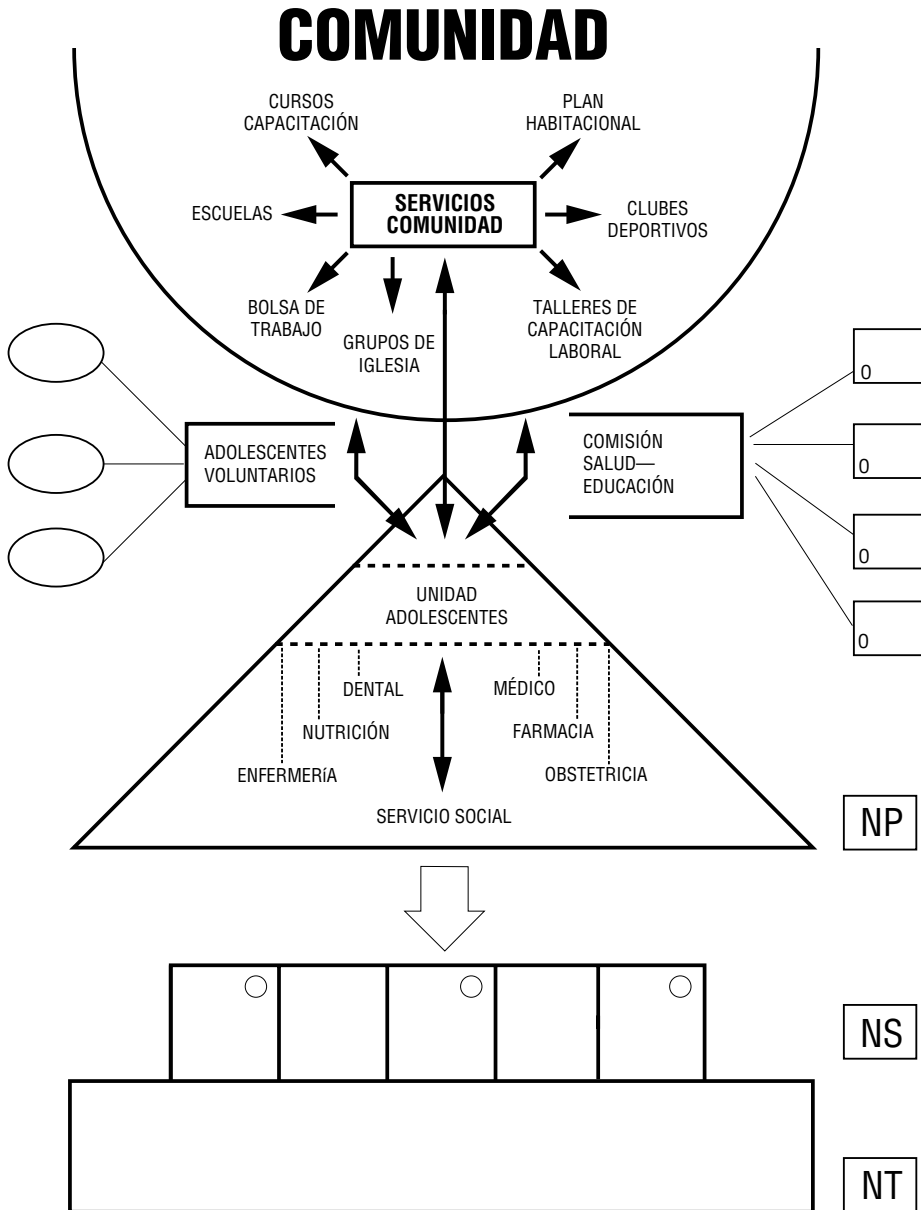 COMUNIDAD
CURSOS
CAPACITACIÓN
PLAN
HABITACIONAL
ESCUELAS
SERVICIOS
COMUNIDAD
CLUBES
DEPORTIVOS
BOLSA DE
TRABAJO
GRUPOS DE
IGLESIA
TALLERES DE
CAPACITACIÓN
LABORAL
0
ADOLESCENTES
VOLUNTARIOS
COMISIÓN
SALUD—
EDUCACIÓN
0
0
0
UNIDAD
ADOLESCENTES
DENTAL
MÉDICO
NUTRICIÓN
FARMACIA
ENFERMERíA
OBSTETRICIA
SERVICIO SOCIAL
NP
NS
NT